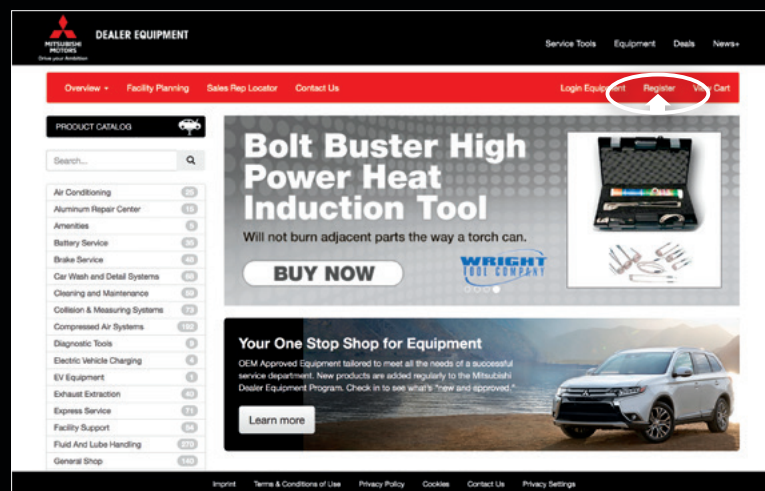 MITSUBISHI
MOTORS
Drive your Ambition
DEALER EQUIPMENT
Service Tools Equipment Deals News+
Overview Facility Planning Sales Rep Locator Contact Us Login Equipment Register View Cart
PRODUCT CATALOG
Search...
Air Conditioning 25
Aluminum Repair Center
Amenities
Battery Service
Brake Service
Car Wash and Detail Systems
Cleaning and Maintenance
Collision & Measuring Systems 73
Compressed Air Systems
Diagnostic Tools
Electric Vehicle Charging 4
EV Equipment 1
Exhaust Extraction
Express Service 71
Facility Support
Fluid And Lube Handling 270
General Shop 140
Bolt Buster High
Power Heat
Induction Tool
Will not burn adjacent parts the way a torch can.
BUY NOW
WRIGHT
TOOL COMPANY
Your One Stop Shop for Equipment
OEM Approved Equipment tailored to meet all the needs of a successful
service department. New products are added regularly to the Mitsubishi
Dealer Equipment Program. Check in to see what's "new and approved."
Learn more
Imprint Terms & Conditions of Use Privacy Policy Cookies Contact Us Privacy Settings